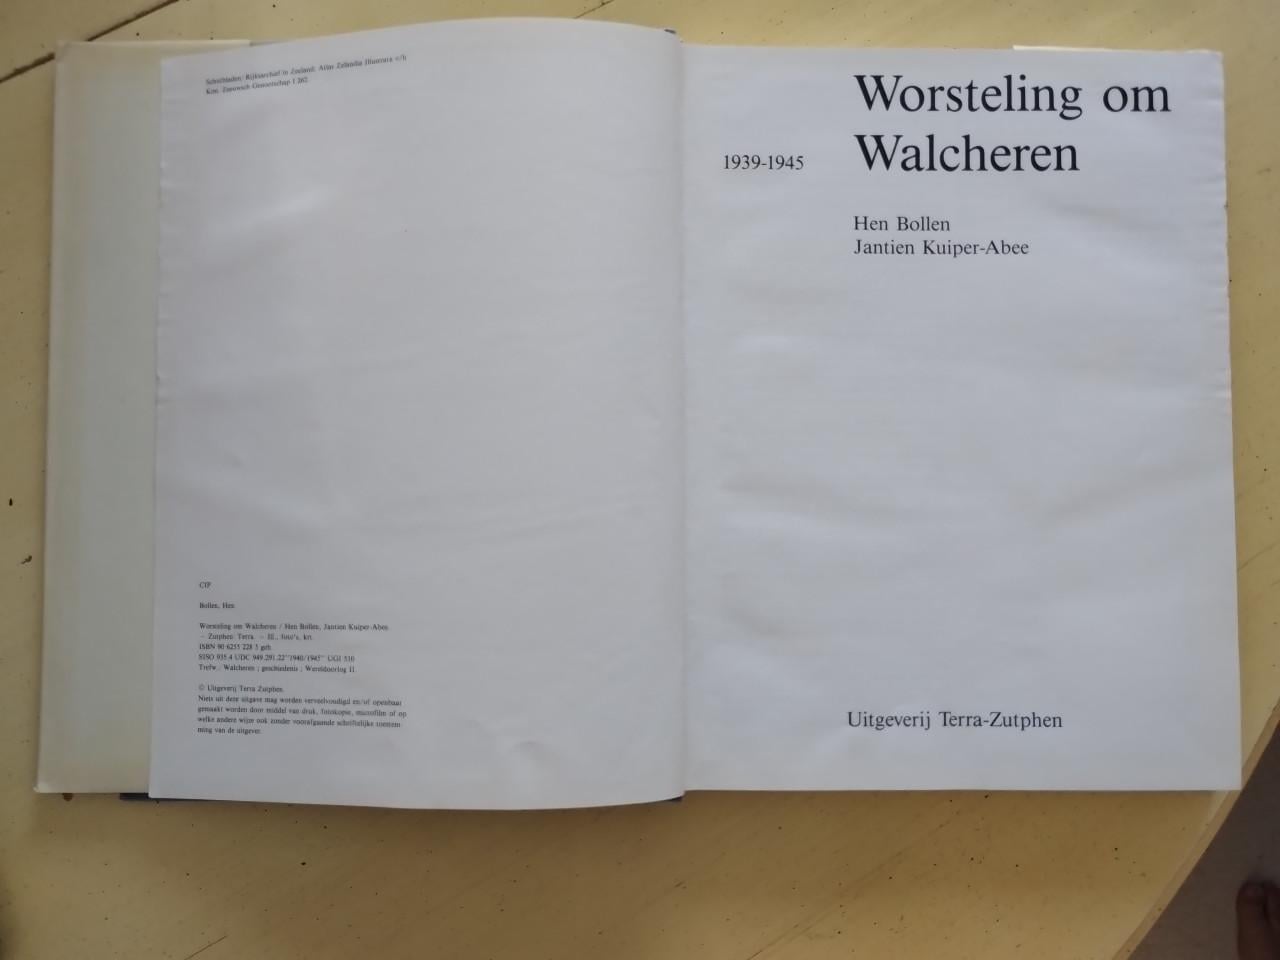 Schutbladen: Rijksarchief in Zeeland; Atlas Zelandia Illustrata v/h
Kon. Zeeuwsch Genootschap I 262.
CIP
Bollen, Hen
Worsteling om Walcheren / Hen Bollen, Jantien Kuiper-Abee.
– Zutphen: Terra. – Ill., foto's, krt.
ISBN 90 6255 228 3 geb.
SISO 935.4 UDC 949.291.22"1940/1945" UGI 510
Trefw.: Walcheren ; geschiedenis ; Wereldoorlog II.
© Uitgeverij Terra Zutphen.
Niets uit deze uitgave mag worden verveelvoudigd en/of openbaar
gemaakt worden door middel van druk, fotokopie, microfilm of op
welke andere wijze ook zonder voorafgaande schriftelijke toestem-
ming van de uitgever.
Worsteling om
1939-1945 Walcheren
Hen Bollen
Jantien Kuiper-Abee
Uitgeverij Terra-Zutphen